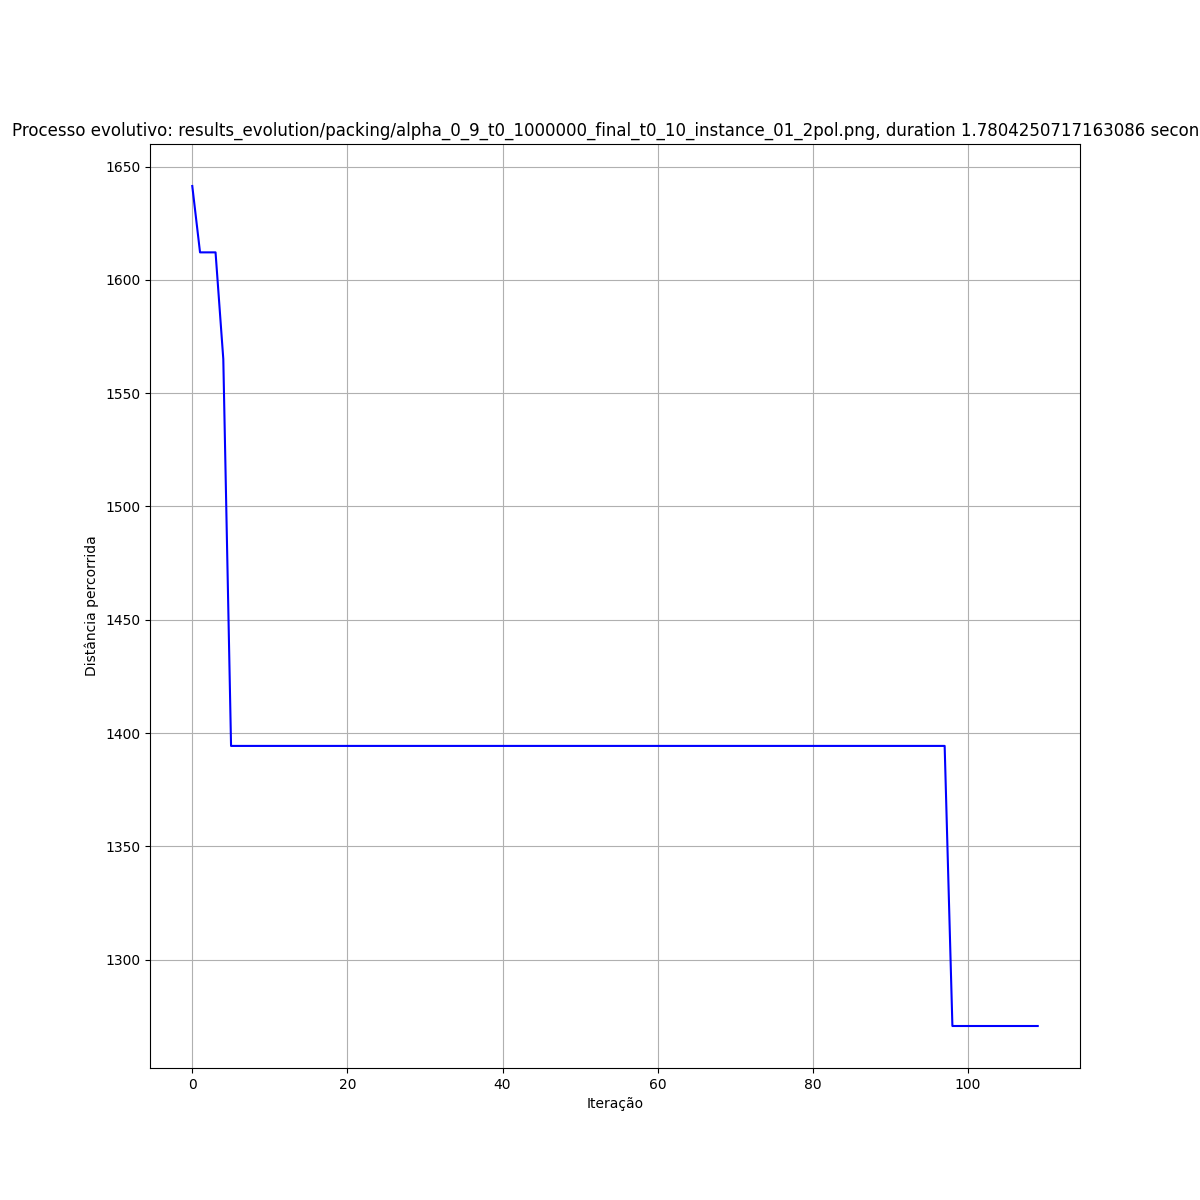 Processo evolutivo: results_evolution/packing/alpha_0_9_t0_1000000_final_t0_10_instance_01_2pol.png, duration 1.7804250717163086 secon
1650
1600
1550
1500
1450
1400
1350
1300
Distância percorrida
0 20 40 60 80 100
Iteração